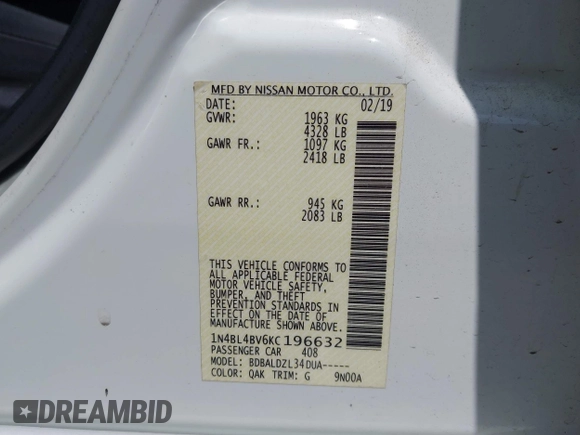 MFD BY NISSAN MOTOR CO., LTD.
DATE: 02/19
GVWR: 1963 KG
4328 LB
GAWR FR.: 1097 KG
2418 LB
GAWR RR.: 945 KG
2083 LB
THIS VEHICLE CONFORMS TO
ALL APPLICABLE FEDERAL
MOTOR VEHICLE SAFETY,
BUMPER, AND THEFT
PREVENTION STANDARDS IN
EFFECT ON THE DATE OF
MANUFACTURE SHOWN ABOVE.
1N4BL4BV6KC196632
PASSENGER CAR 408
MODEL: BDBALDZL34DUA-----
COLOR: QAK TRIM: G 9N00A
DREAMBID